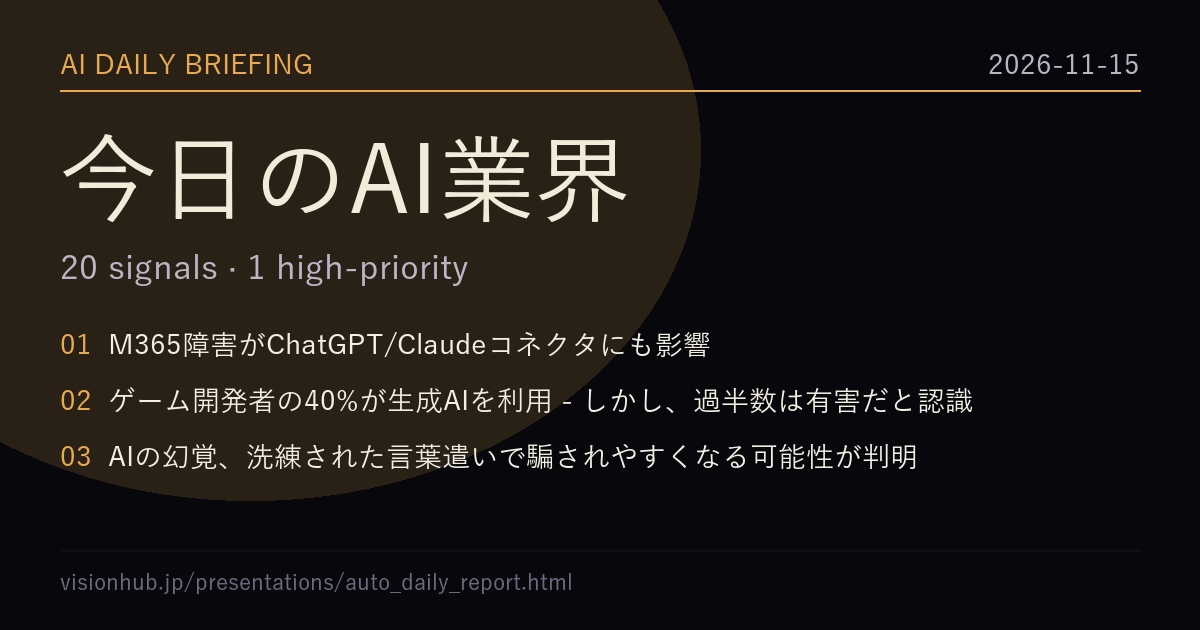 AI DAILY BRIEFING
2026-11-15
今日のAI業界
20 signals · 1 high-priority
01 M365障害がChatGPT/Claudeコネクタにも影響
02 ゲーム開発者の40%が生成AIを利用 - しかし、過半数は有害だと認識
03 AIの幻覚、洗練された言葉遣いで騙されやすくなる可能性が判明
visionhub.jp/presentations/auto_daily_report.html